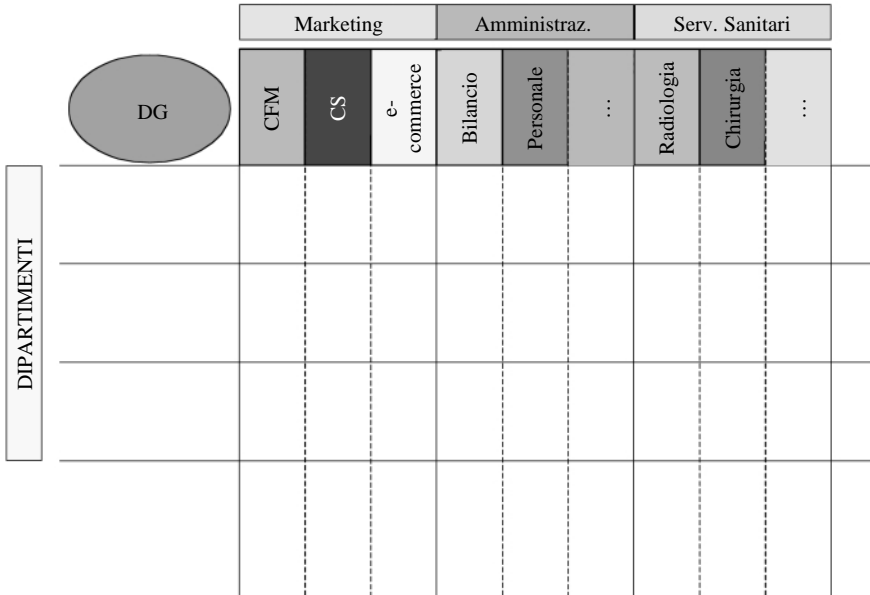 Marketing
Amministraz.
Serv. Sanitari
DG
CFM
CS
e-
commerce
Bilancio
Personale
…
Radiologia
Chirurgia
…
DIPARTIMENTI